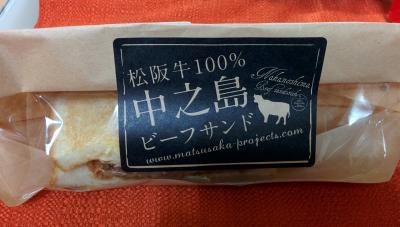 松阪牛100%
中之島
ビーフサンド
Nakanoshima
Beef sandwich
www.matsusaka-projects.com